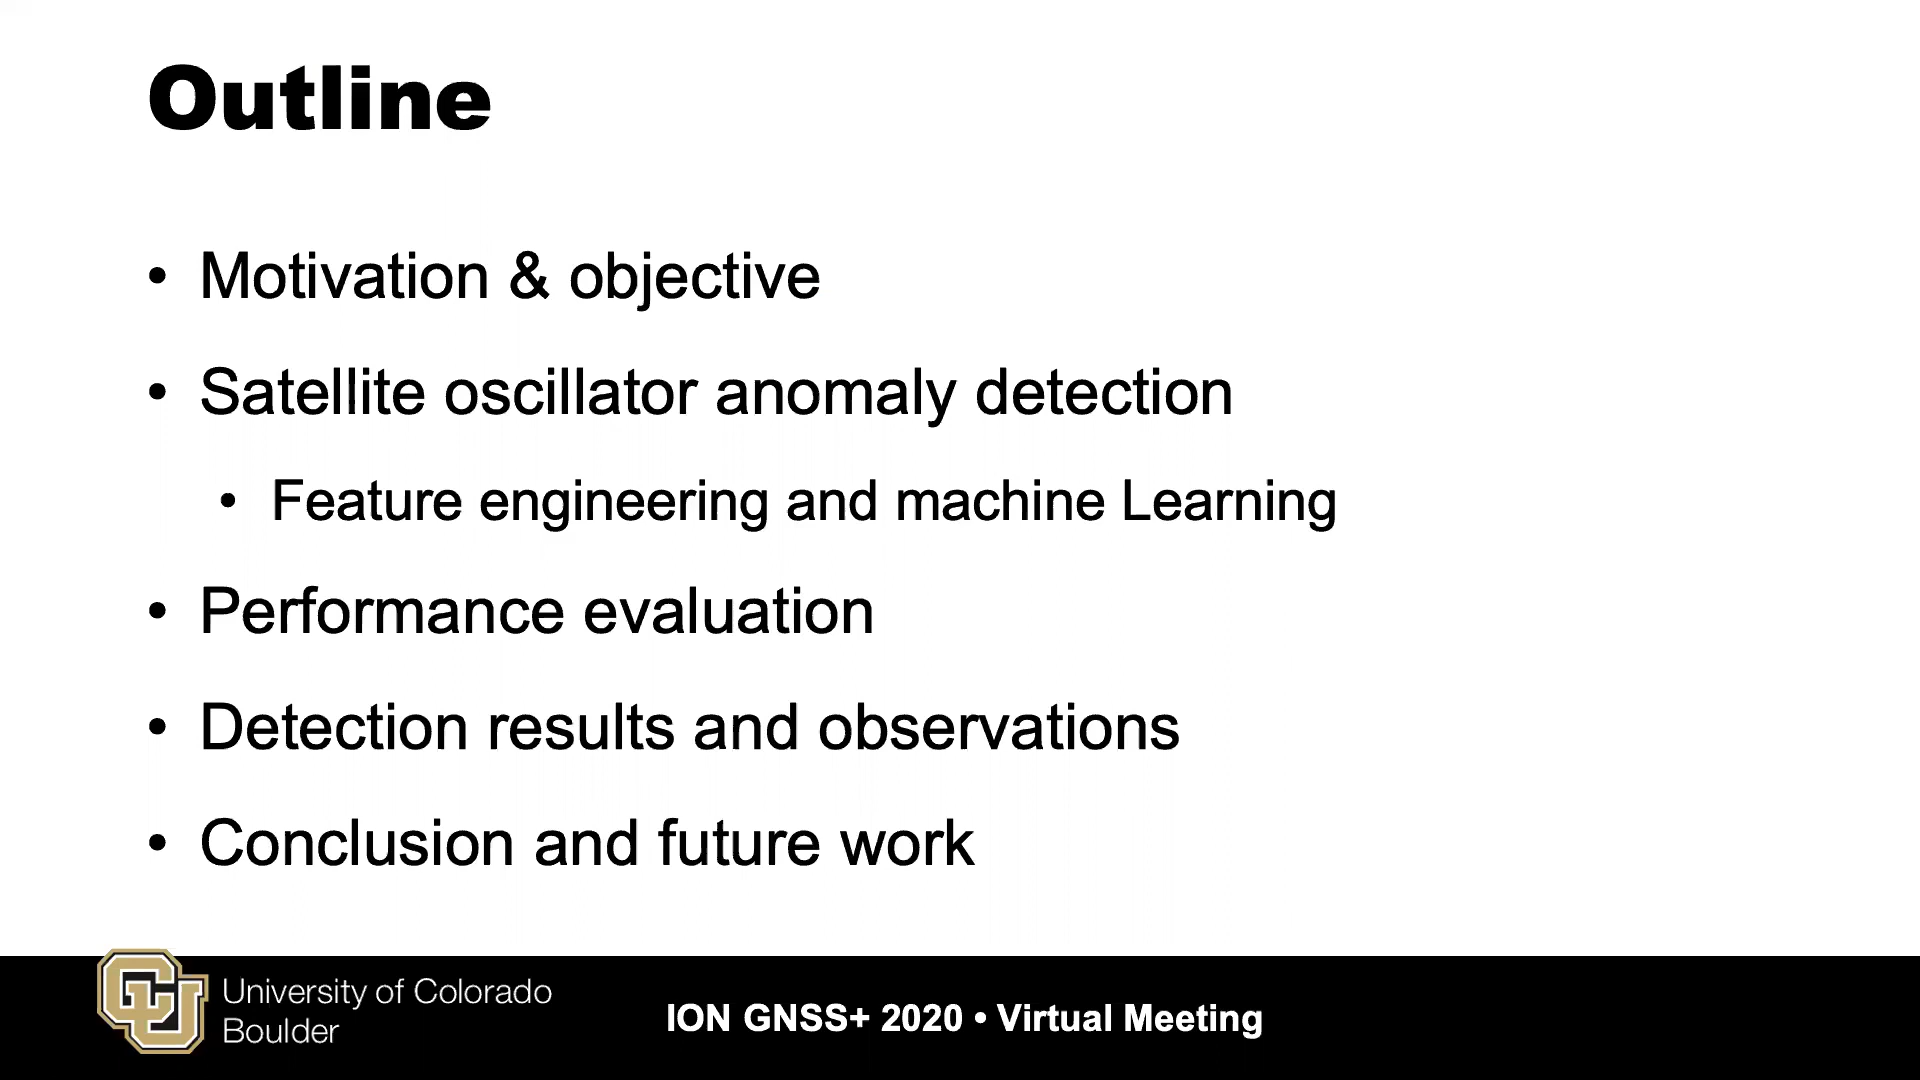 Outline
• Motivation & objective
• Satellite oscillator anomaly detection
• Feature engineering and machine Learning
• Performance evaluation
• Detection results and observations
• Conclusion and future work
CU
University of Colorado
Boulder
ION GNSS+ 2020 • Virtual Meeting